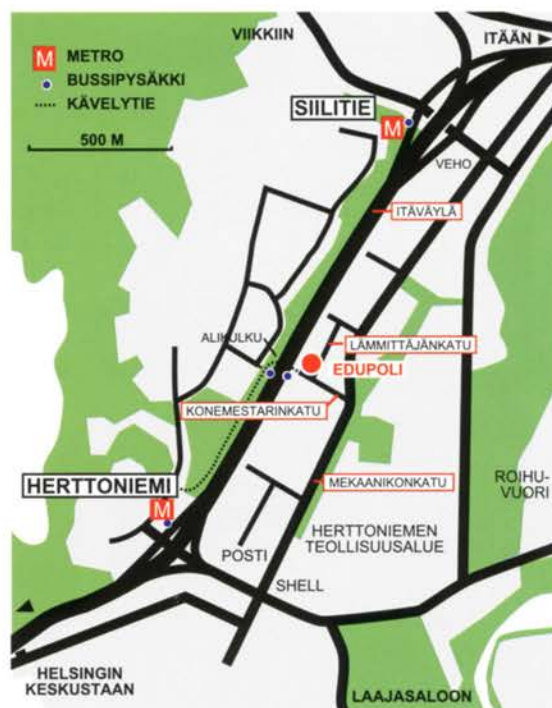 VIIKKIIN
ITÄÄN
M METRO
BUSSIPYSÄKKI
KÄVELYTIE
500 M
SIILITIE
M
VEHO
ITÄVÄYLÄ
ALIKULKU
LÄMMITTÄJÄNKATU
EDUPOLI
KONEMESTARINKATU
HERTTONIEMI
M
MEKAANIKONKATU
ROIHU-
VUORI
HERTTONIEMEN
TEOLLISUUSALUE
POSTI
SHELL
HELSINGIN
KESKUSTAAN
LAAJASALOON